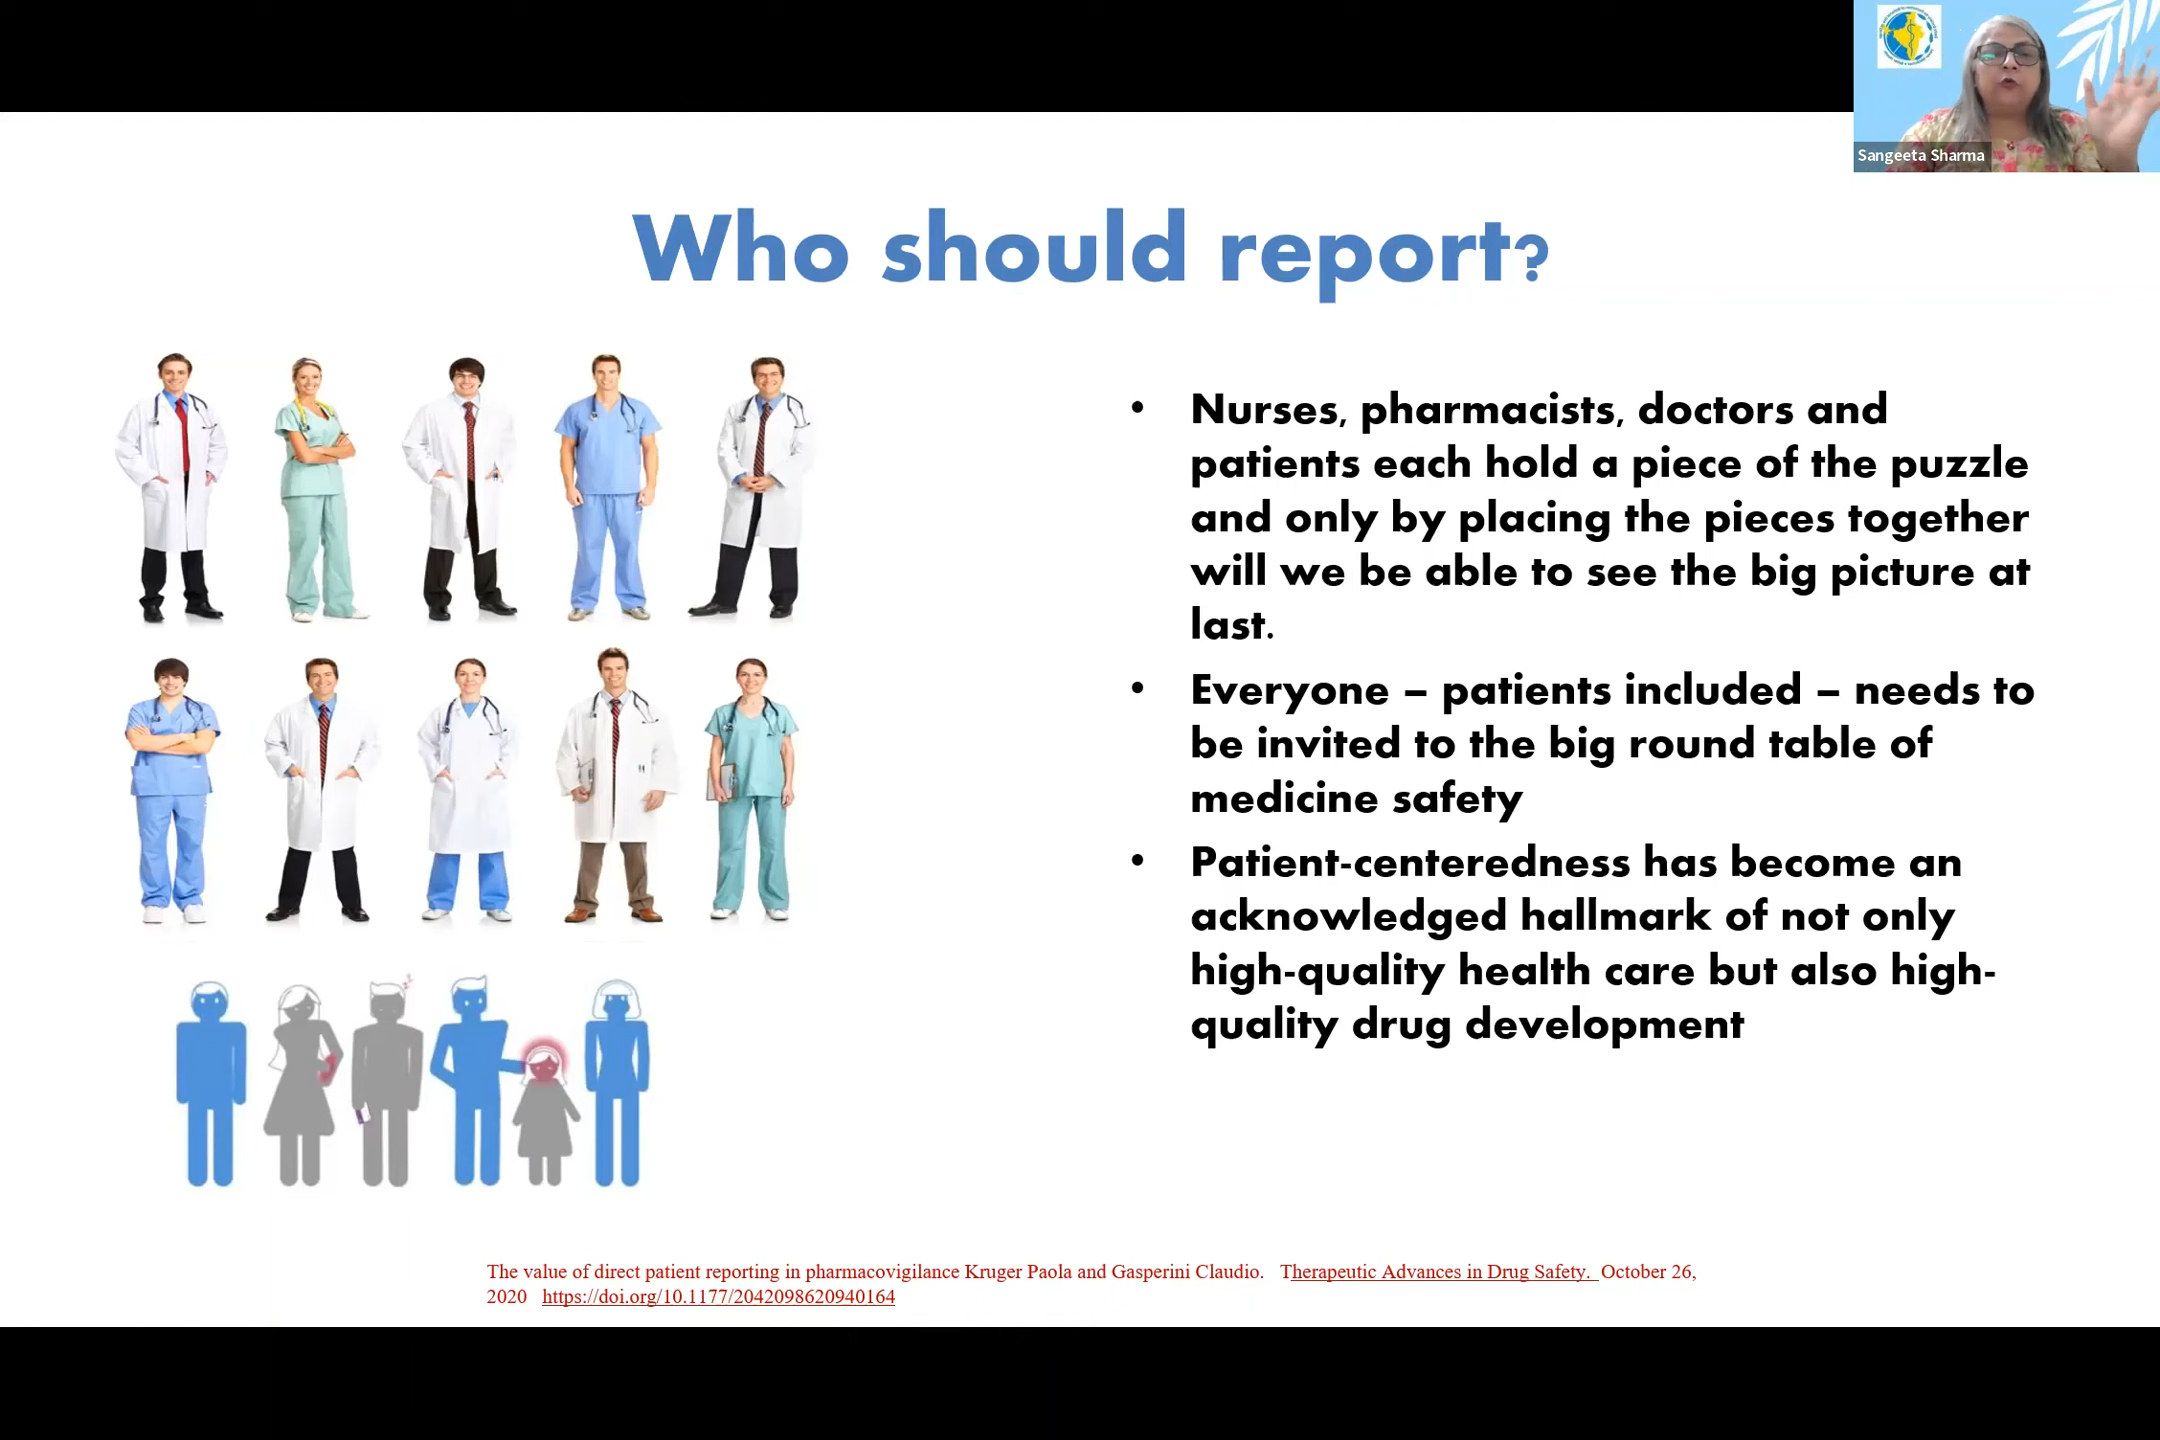 Sangeeta Sharma
Who should report?
• Nurses, pharmacists, doctors and
patients each hold a piece of the puzzle
and only by placing the pieces together
will we be able to see the big picture at
last.
• Everyone – patients included – needs to
be invited to the big round table of
medicine safety
• Patient-centeredness has become an
acknowledged hallmark of not only
high-quality health care but also high-
quality drug development
The value of direct patient reporting in pharmacovigilance Kruger Paola and Gasperini Claudio. Therapeutic Advances in Drug Safety. October 26,
2020 https://doi.org/10.1177/2042098620940164